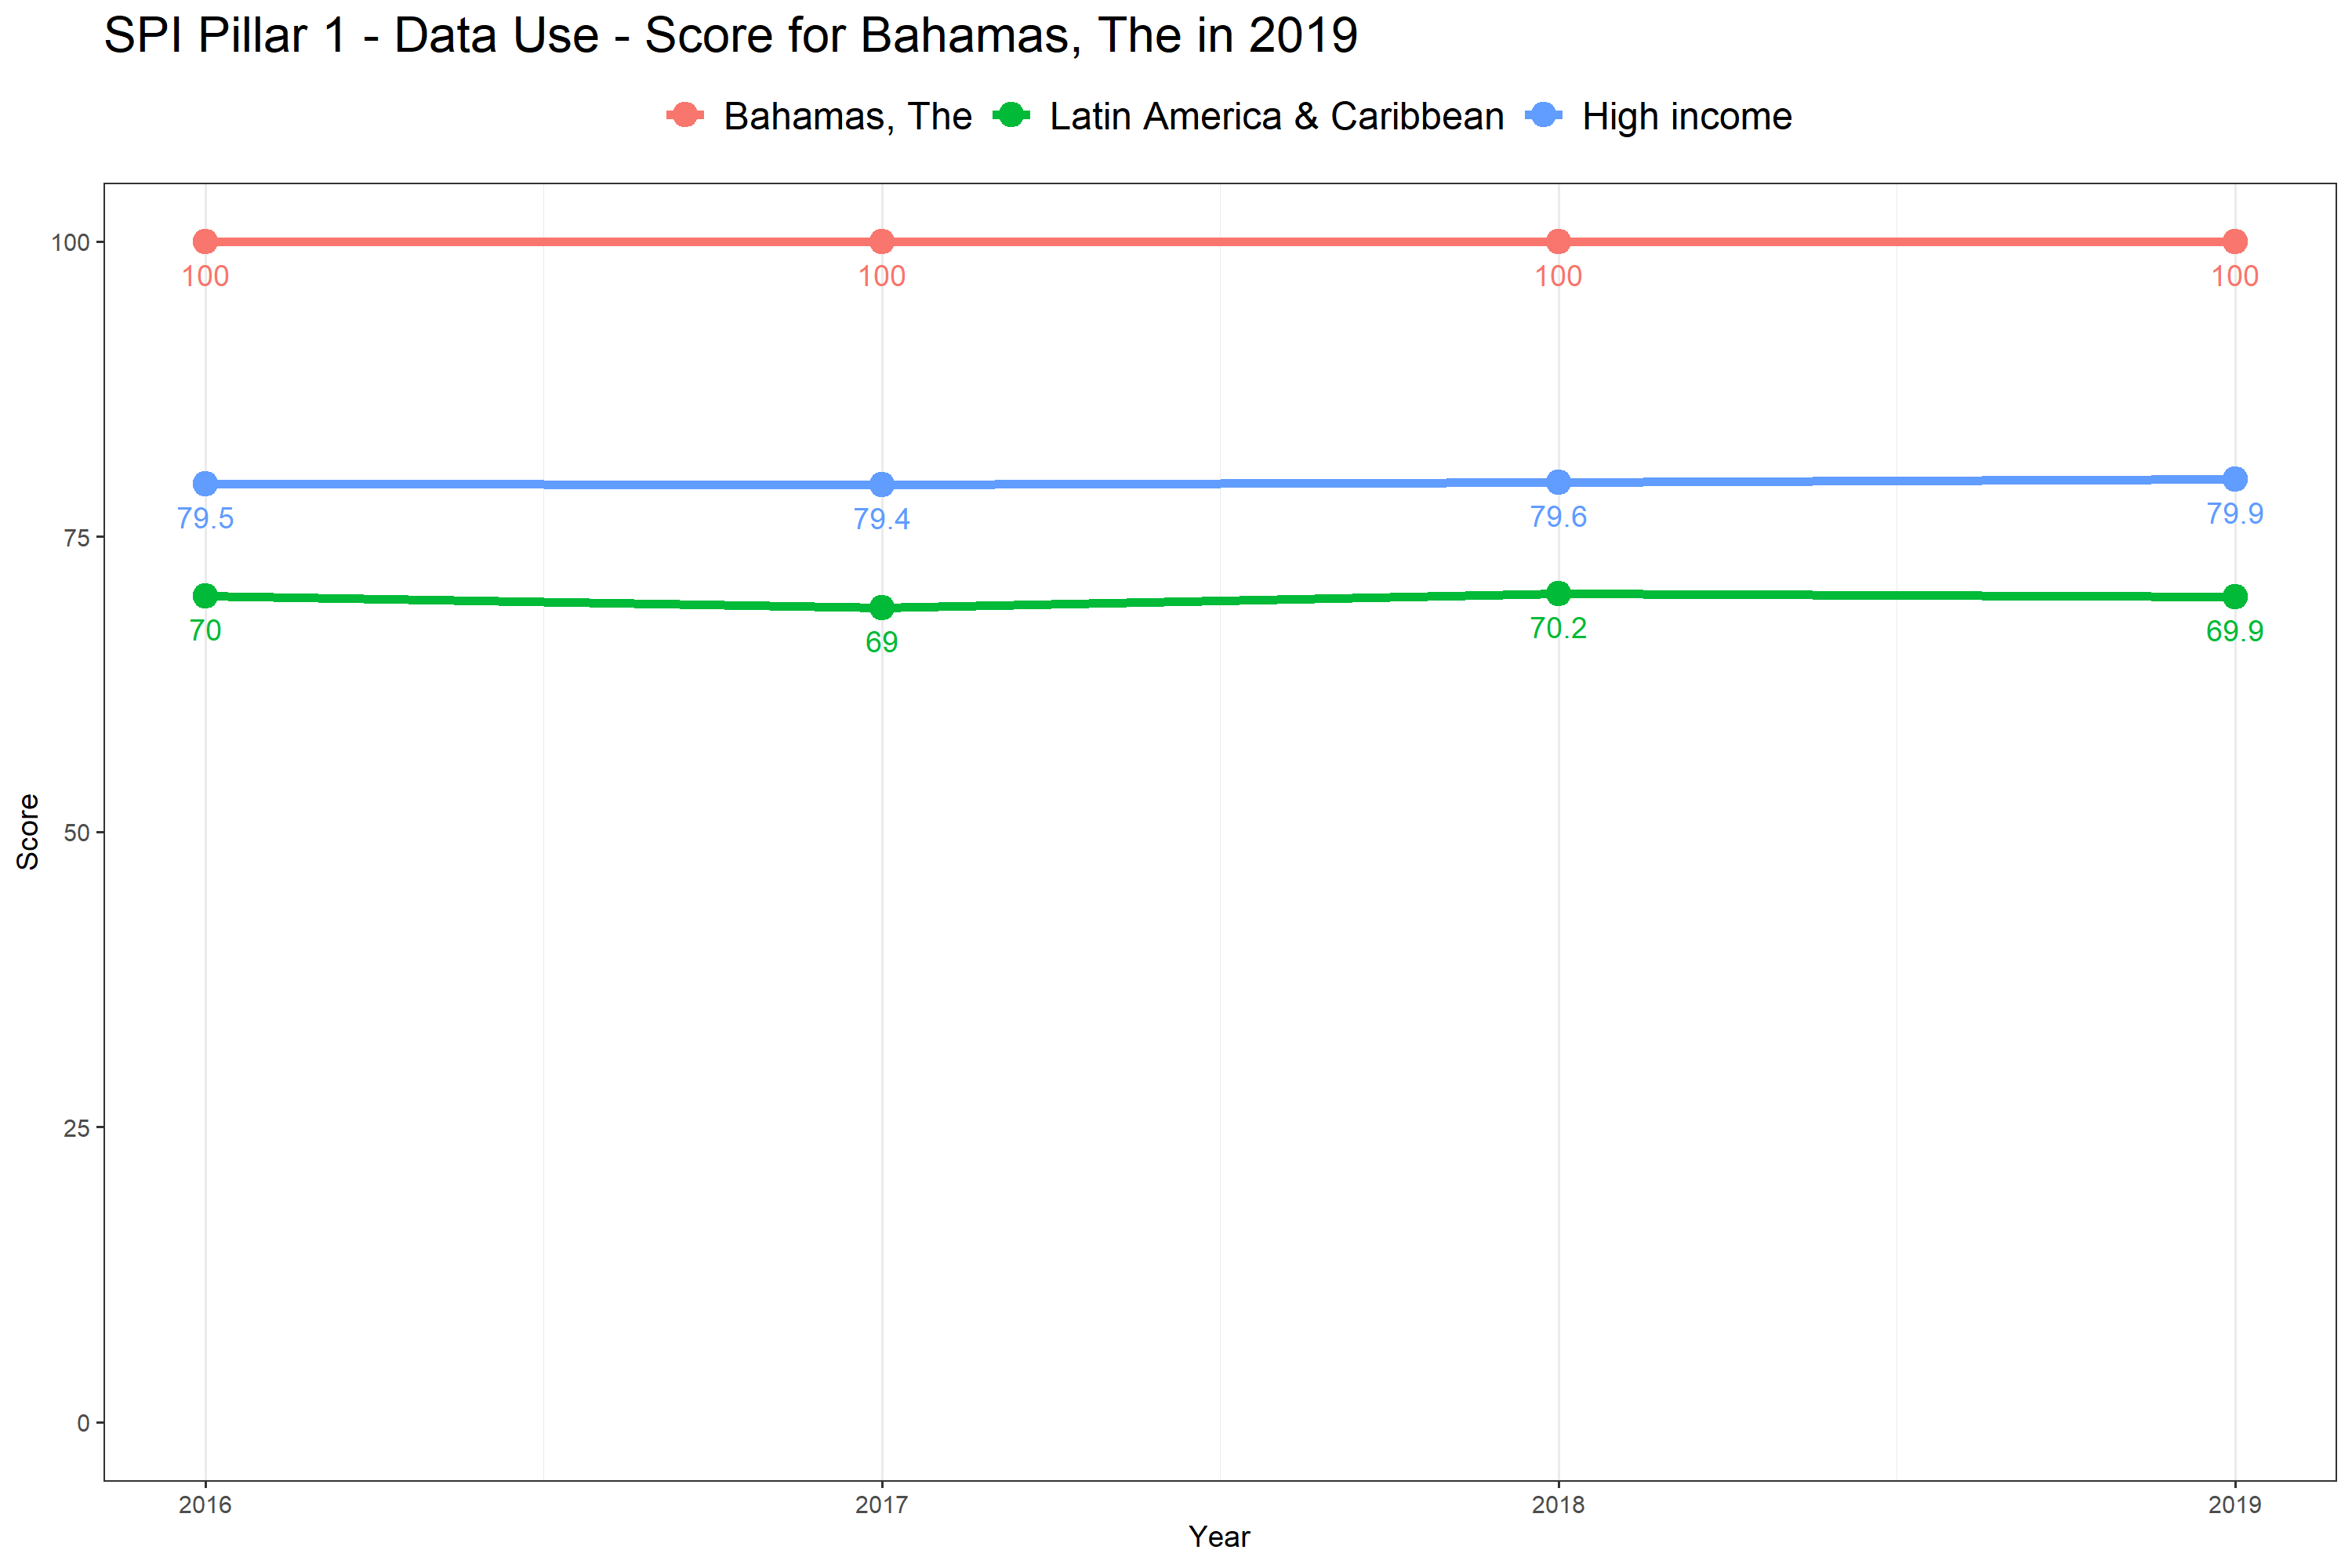 SPI Pillar 1 - Data Use - Score for Bahamas, The in 2019
Bahamas, The Latin America & Caribbean High income
100
100 100 100 100
79.5 79.4 79.6 79.9
75
70 69 70.2 69.9
Score
50
25
0
2016 2017 2018 2019
Year